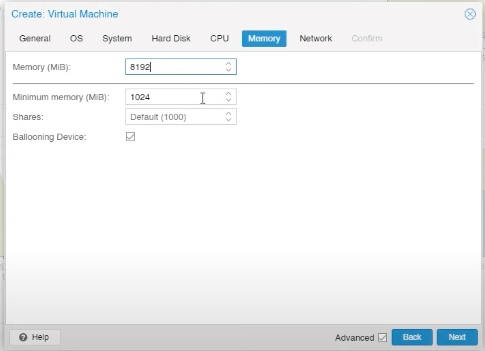 Create: Virtual Machine
General OS System Hard Disk CPU Memory Network Confirm
Memory (MiB): 8192
Minimum memory (MiB): 1024
Shares: Default (1000)
Ballooning Device:
Help Advanced Back Next